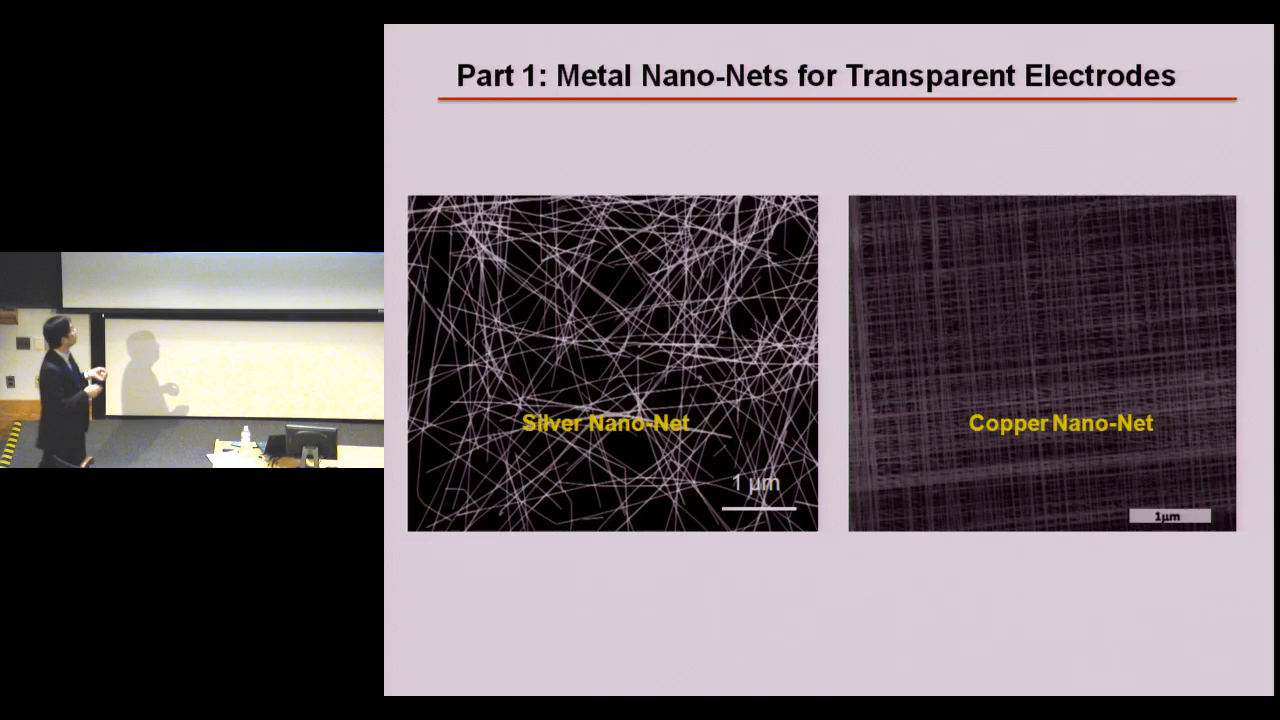 Part 1: Metal Nano-Nets for Transparent Electrodes
Silver Nano-Net
1 µm
Copper Nano-Net
1µm